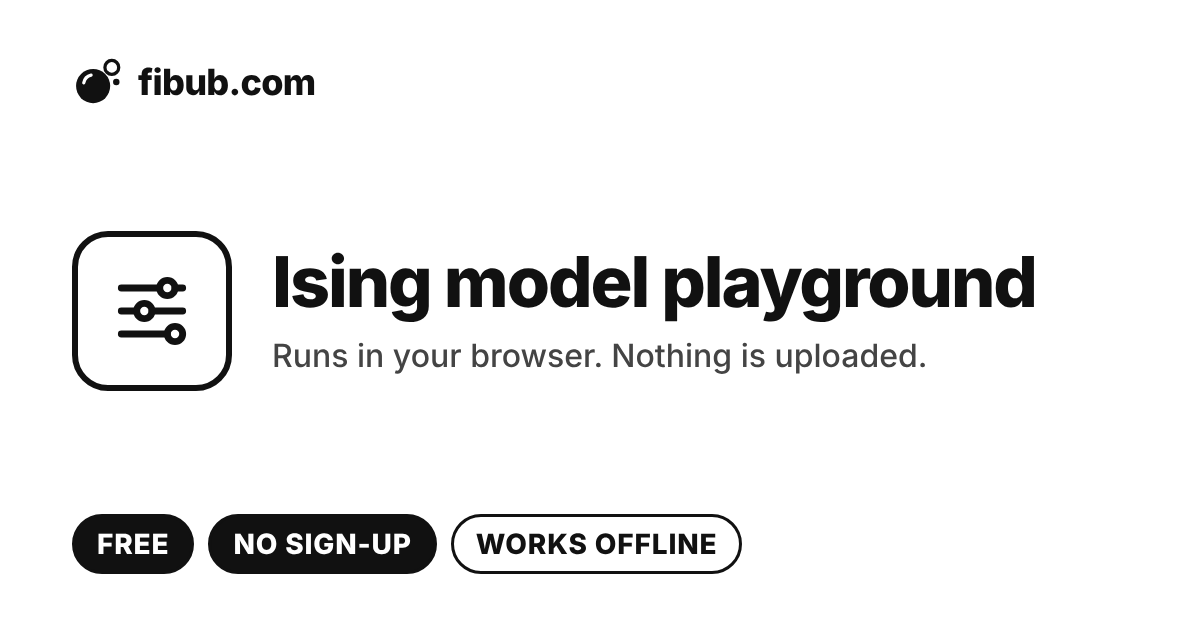 fibub.com
Ising model playground
Runs in your browser. Nothing is uploaded.
FREE
NO SIGN-UP
WORKS OFFLINE